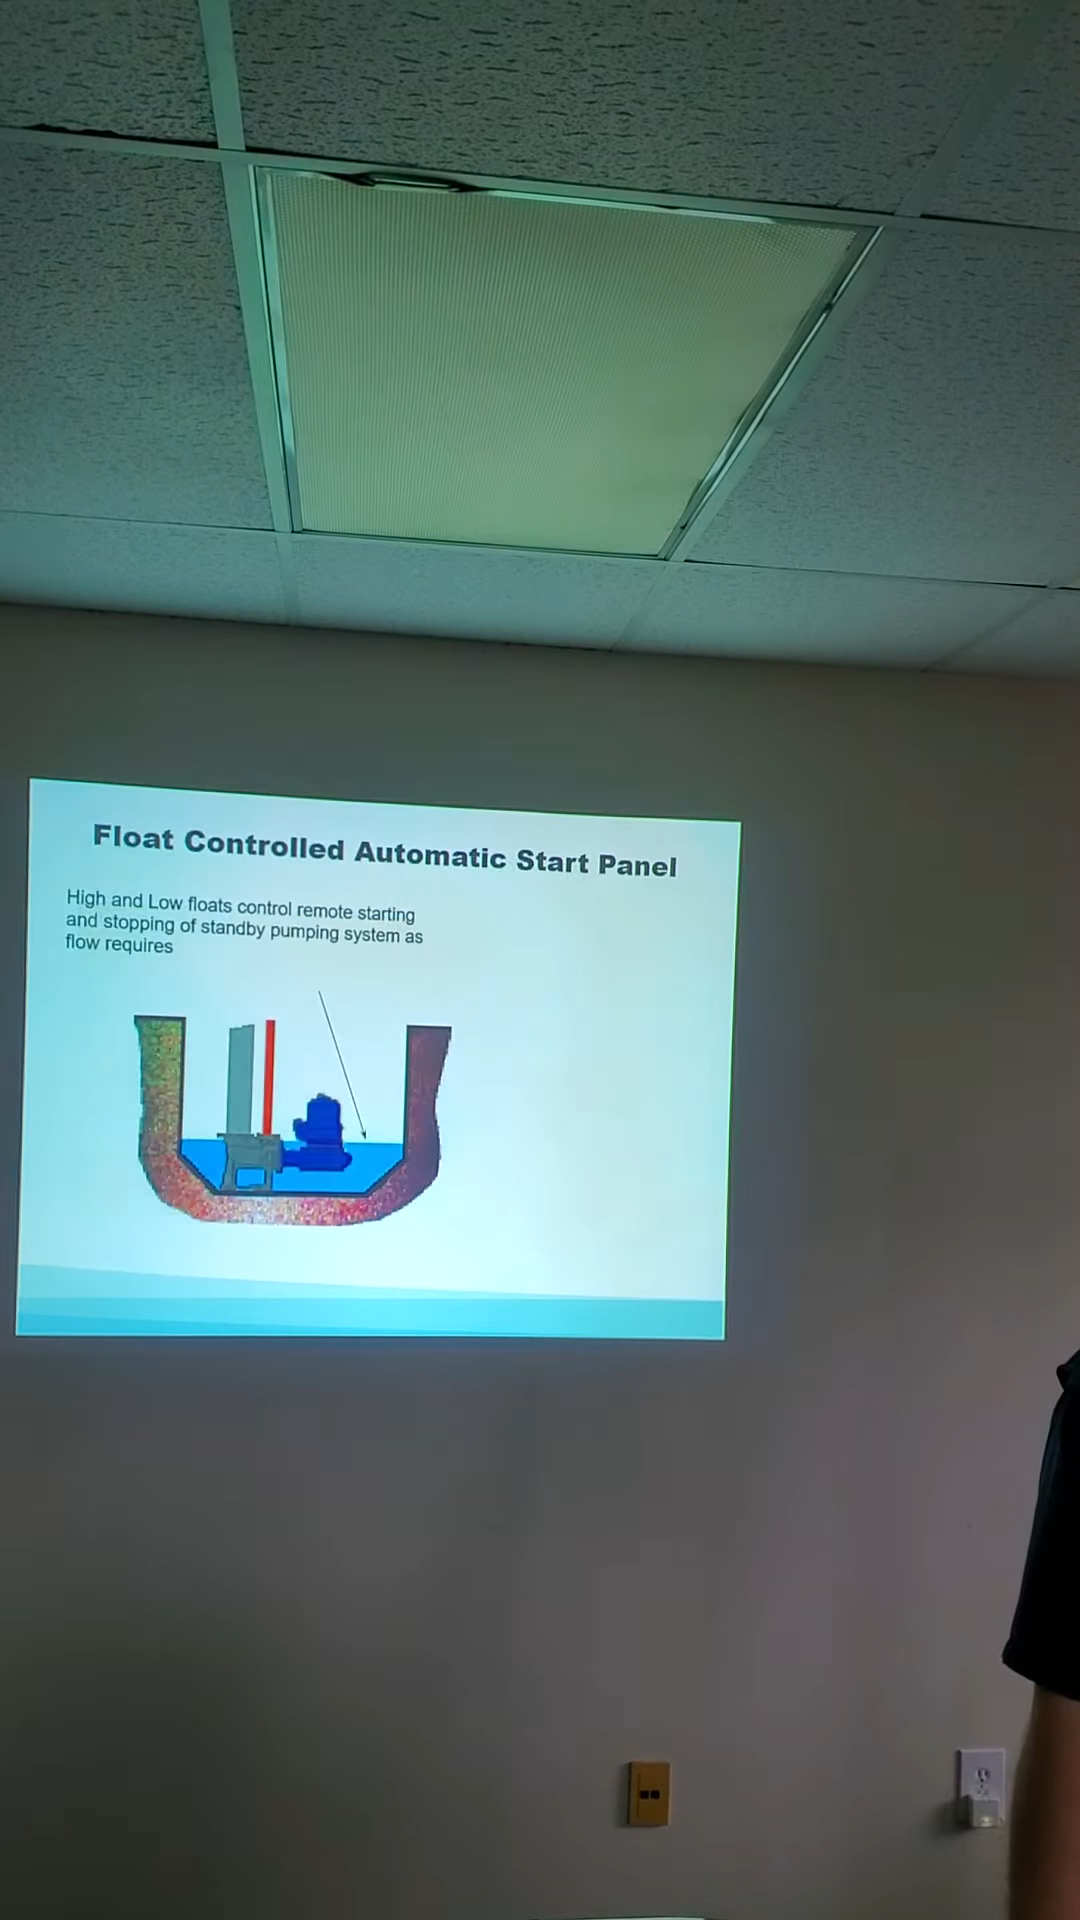 Float Controlled Automatic Start Panel
High and Low floats control remote starting
and stopping of standby pumping system as
flow requires